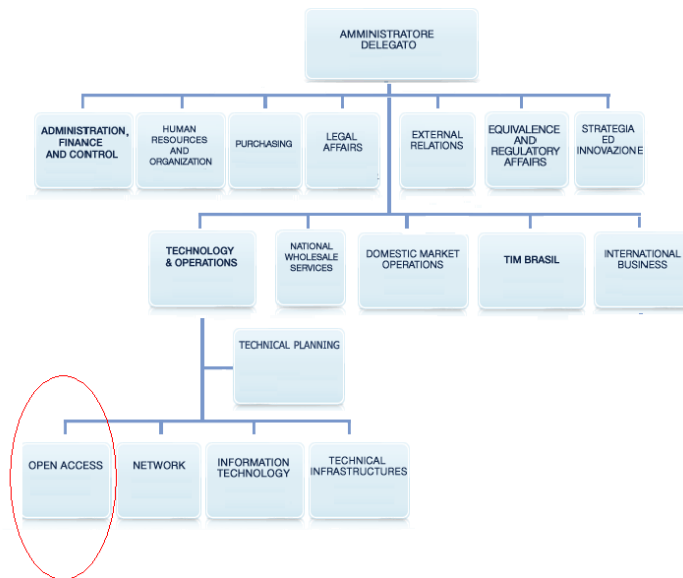 AMMINISTRATORE
DELEGATO
ADMINISTRATION,
FINANCE
AND CONTROL
HUMAN
RESOURCES
AND
ORGANIZATION
PURCHASING
LEGAL
AFFAIRS
EXTERNAL
RELATIONS
EQUIVALENCE
AND
REGULATORY
AFFAIRS
STRATEGIA
ED
INNOVAZIONE
TECHNOLOGY
& OPERATIONS
NATIONAL
WHOLESALE
SERVICES
DOMESTIC MARKET
OPERATIONS
TIM BRASIL
INTERNATIONAL
BUSINESS
TECHNICAL PLANNING
OPEN ACCESS
NETWORK
INFORMATION
TECHNOLOGY
TECHNICAL
INFRASTRUCTURES